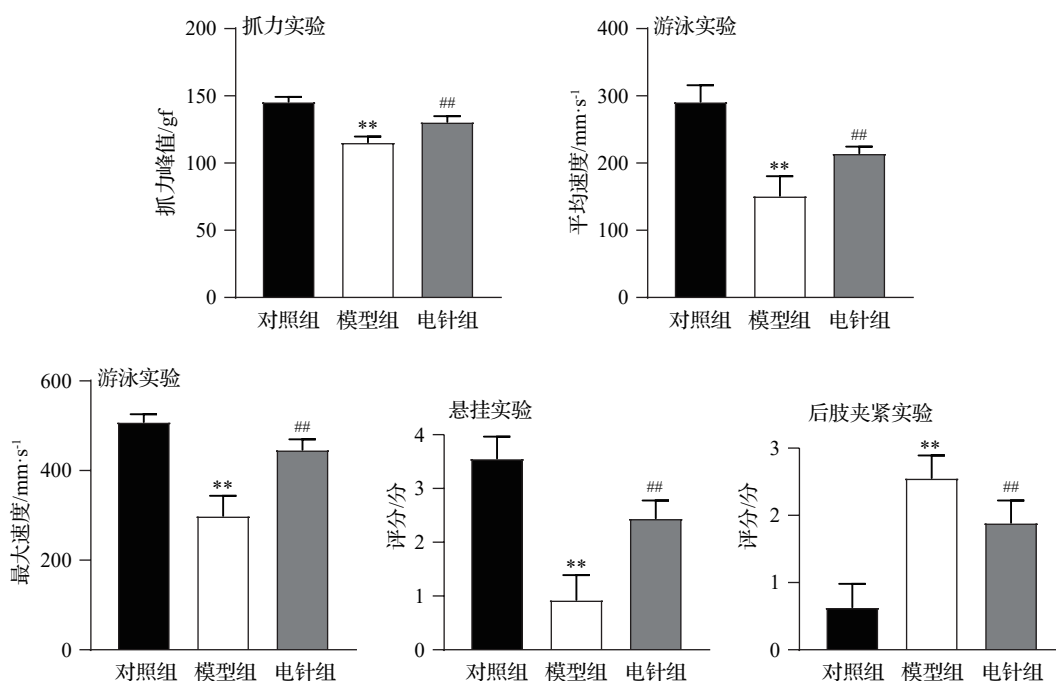 抓力实验
抓力峰值/gf
200
150
100
50
0
**
##
对照组 模型组 电针组
游泳实验
平均速度/mm·s⁻¹
400
300
200
100
0
**
##
对照组 模型组 电针组
游泳实验
最大速度/mm·s⁻¹
600
400
200
0
**
##
对照组 模型组 电针组
悬挂实验
评分/分
4
3
2
1
0
**
##
对照组 模型组 电针组
后肢夹紧实验
评分/分
3
2
1
0
**
##
对照组 模型组 电针组